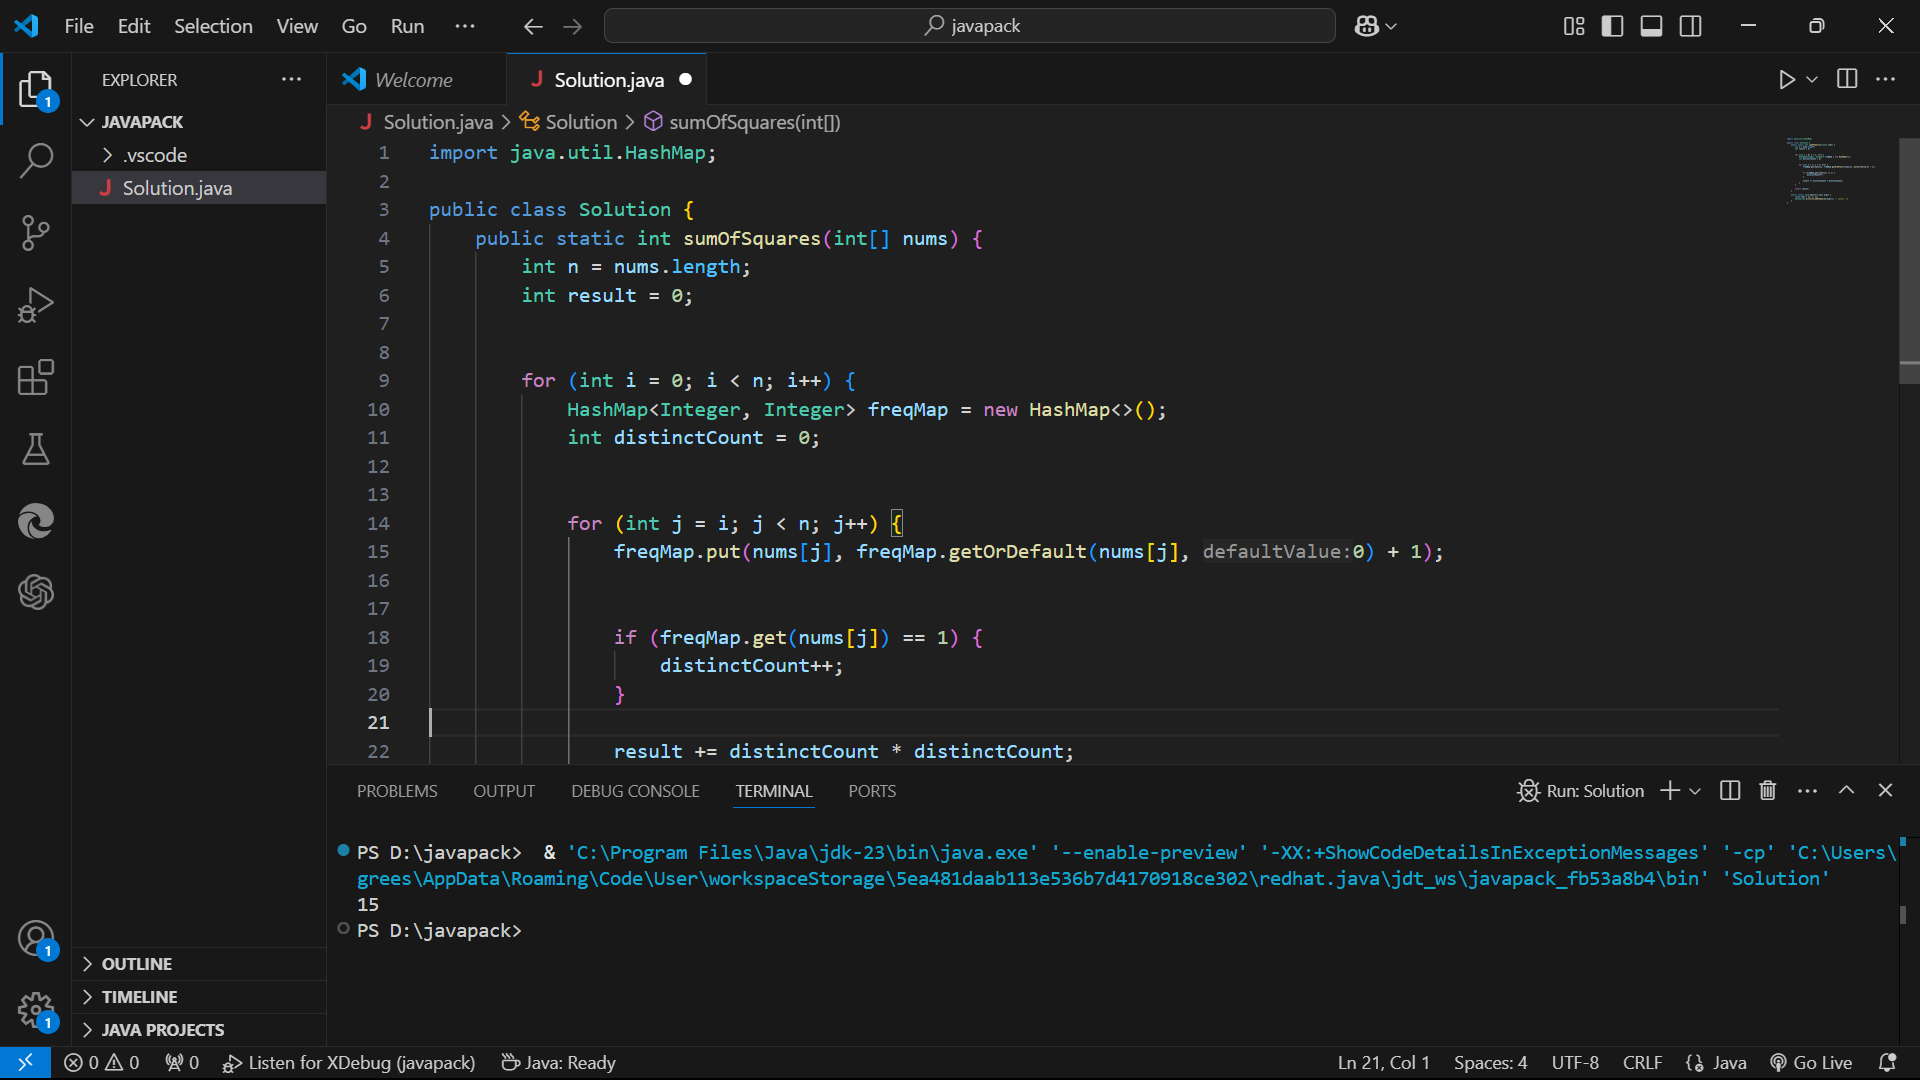 File Edit Selection View Go Run ··· javapack
EXPLORER ···
JAVAPACK
.vscode
J Solution.java
OUTLINE
TIMELINE
JAVA PROJECTS
1
1
1
Welcome J Solution.java
J Solution.java > Solution > sumOfSquares(int[])
1 import java.util.HashMap;
2
3 public class Solution {
4 public static int sumOfSquares(int[] nums) {
5 int n = nums.length;
6 int result = 0;
7
8
9 for (int i = 0; i < n; i++) {
10 HashMap<Integer, Integer> freqMap = new HashMap<>();
11 int distinctCount = 0;
12
13
14 for (int j = i; j < n; j++) {
15 freqMap.put(nums[j], freqMap.getOrDefault(nums[j], defaultValue:0) + 1);
16
17
18 if (freqMap.get(nums[j]) == 1) {
19 distinctCount++;
20 }
21
22 result += distinctCount * distinctCount;
PROBLEMS OUTPUT DEBUG CONSOLE TERMINAL PORTS Run: Solution
PS D:\javapack> & 'C:\Program Files\Java\jdk-23\bin\java.exe' '--enable-preview' '-XX:+ShowCodeDetailsInExceptionMessages' '-cp' 'C:\Users\
grees\AppData\Roaming\Code\User\workspaceStorage\5ea481daab113e536b7d4170918ce302\redhat.java\jdt_ws\javapack_fb53a8b4\bin' 'Solution'
15
PS D:\javapack>
0 0 0 Listen for XDebug (javapack) Java: Ready Ln 21, Col 1 Spaces: 4 UTF-8 CRLF {} Java Go Live